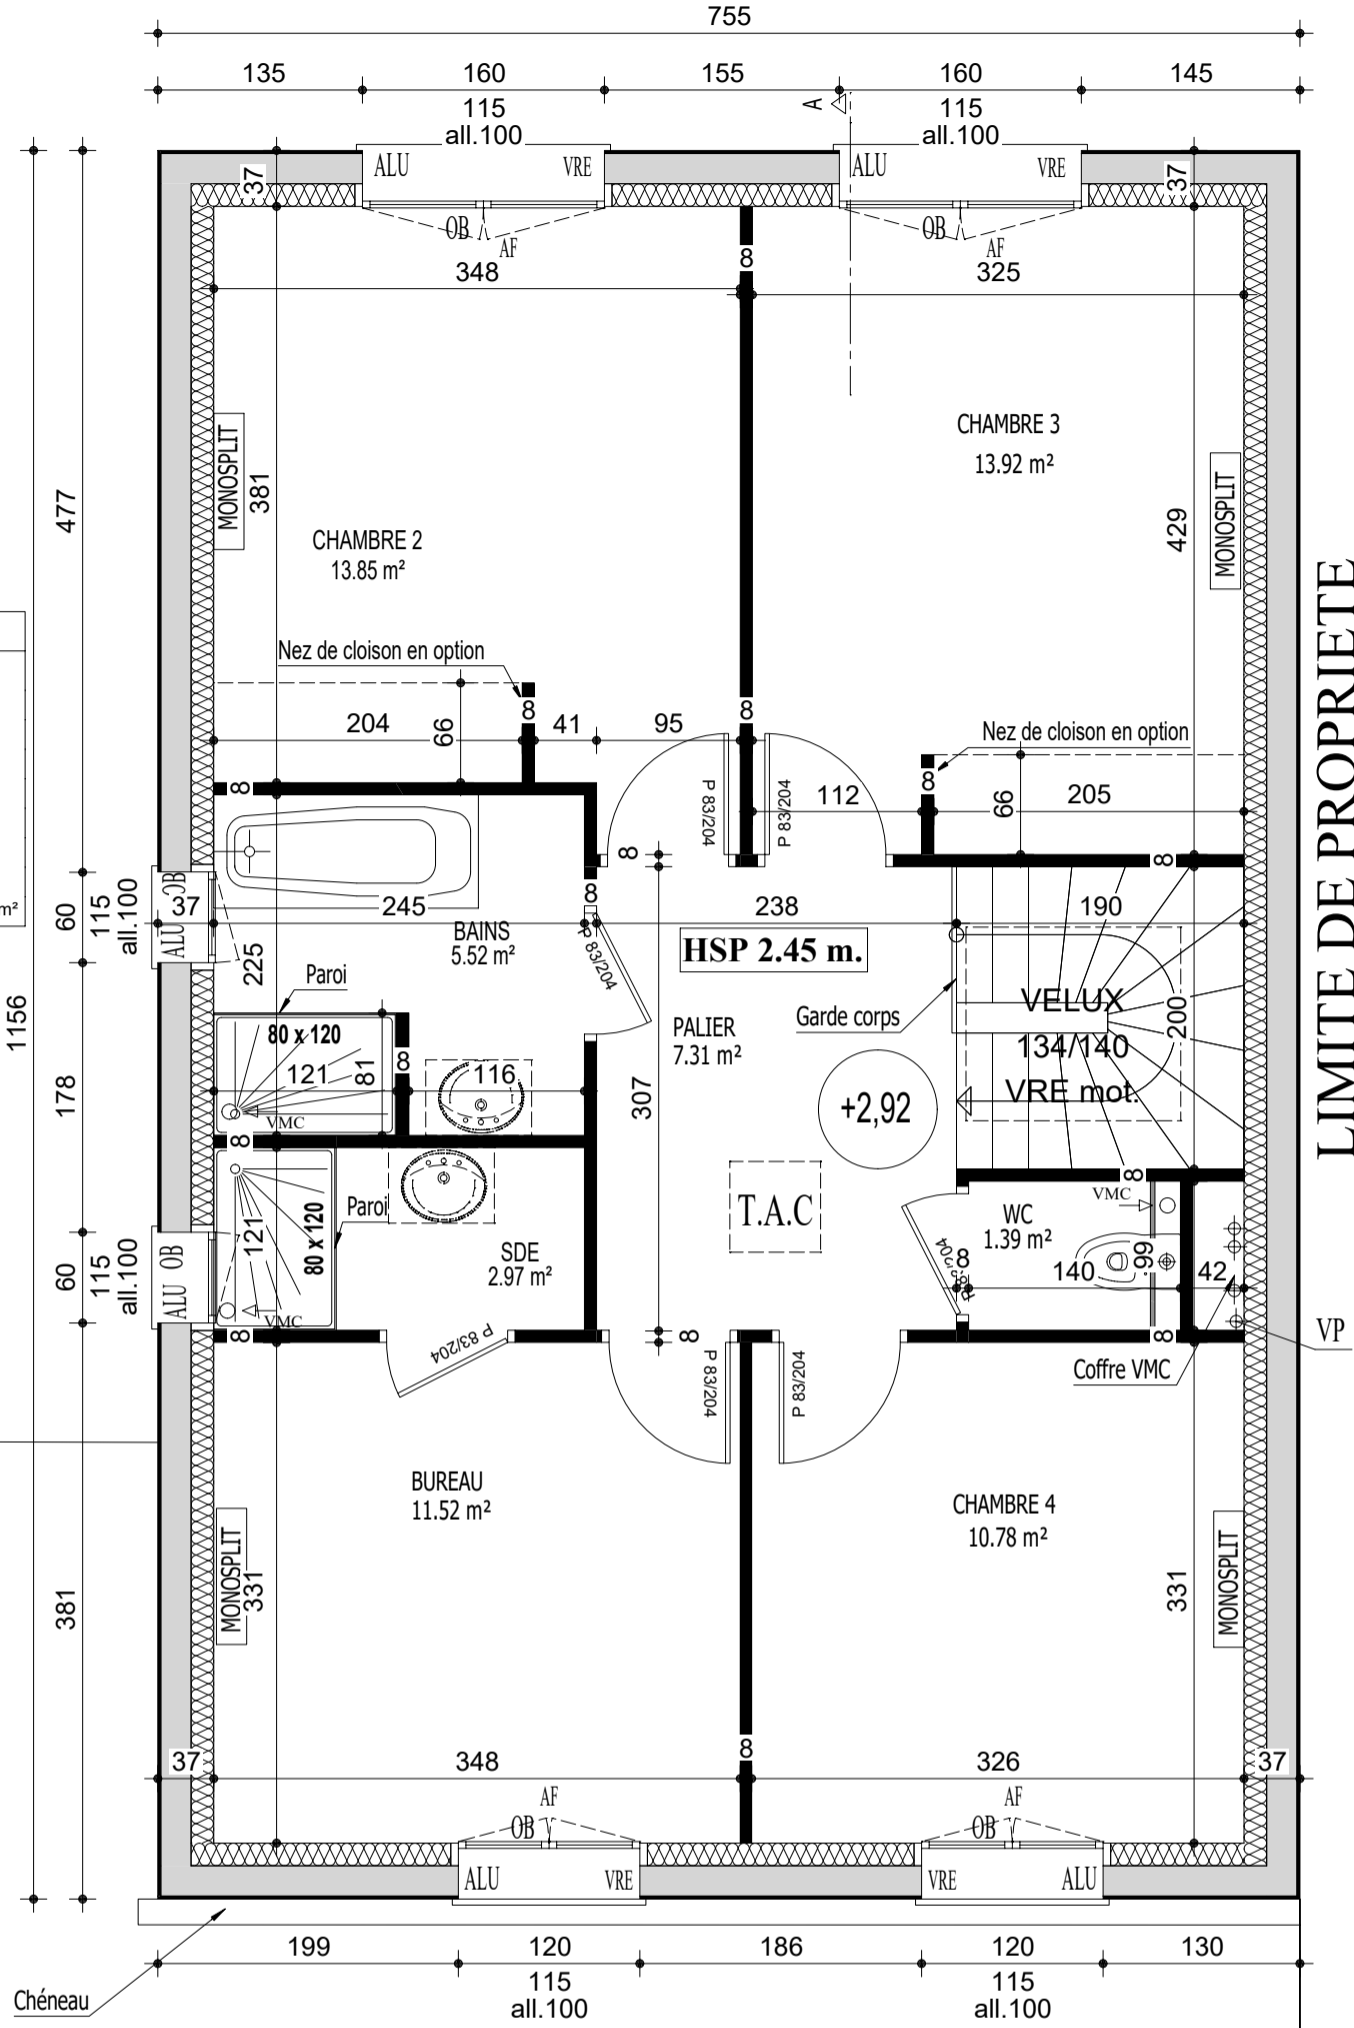 755
135 160 155 160 145
115 115
all.100 A all.100
ALU VRE ALU VRE
37 37
OB AF OB AF
348 8 325
CHAMBRE 3
13.92 m²
MONOSPLIT 381
477
429 MONOSPLIT
CHAMBRE 2
13.85 m²
LIMITE DE PROPRIETE
Nez de cloison en option
204 66 8 41 95 8
Nez de cloison en option
8 P 83/204 P 83/204 112 8 66 205
8 8
m²
60 115 all.100 ALU OB 37 245 8 238 190
BAINS
5.52 m²
P 83/204
HSP 2.45 m.
225
Paroi
1156
80 x 120
PALIER
7.31 m²
Garde corps
VELUX
134/140
VRE mot.
200
121 81 8 116
178
VMC
307
+2,92
8
Paroi
80 x 120
121
T.A.C
8
VMC
WC
1.39 m²
SDE
2.97 m²
60 115 all.100 ALU OB
VMC
P 83/204
8 140 99 42
8 P 83/204 8 8
VP
P 83/204 P 83/204
Coffre VMC
BUREAU
11.52 m²
CHAMBRE 4
10.78 m²
381
MONOSPLIT 331
331 MONOSPLIT
37 348 8 326 37
AF AF
OB OB
ALU VRE VRE ALU
199 120 186 120 130
115 115
all.100 all.100
Chéneau